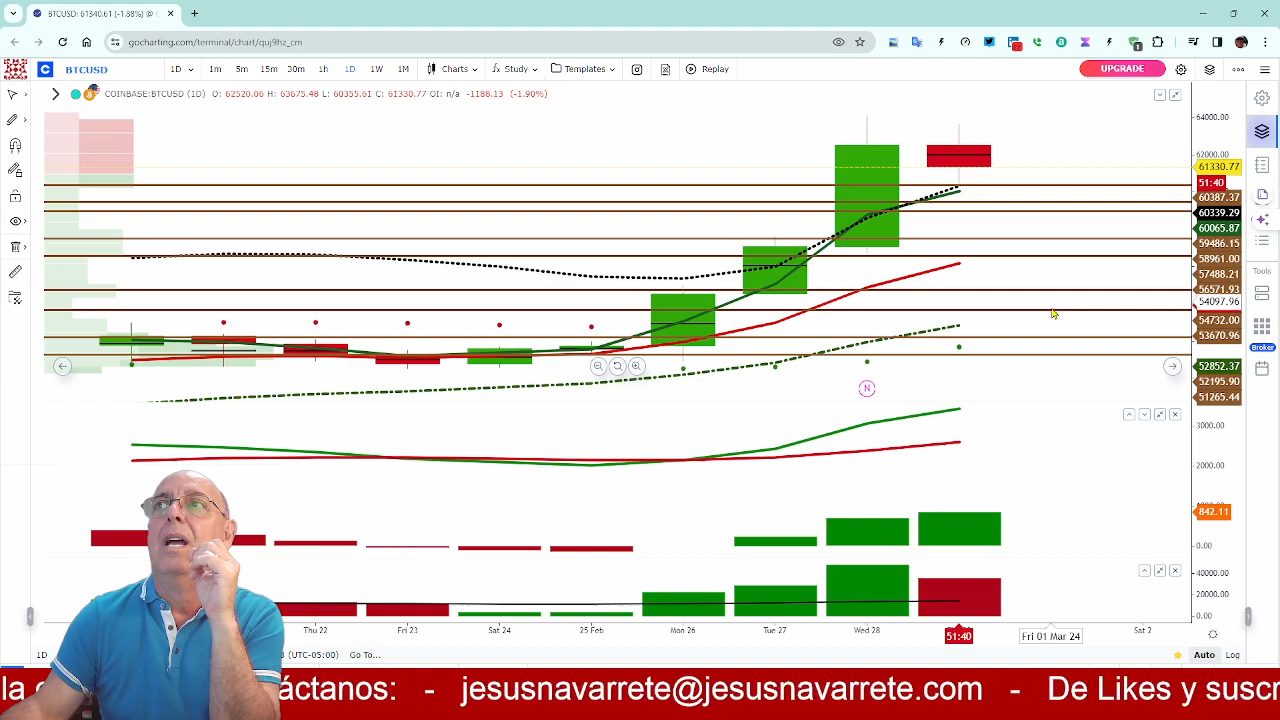 BTCUSD: 61340.61 (-1.88%) @
gocharting.com/terminal/chart/quj9hz_cm
C BTCUSD 1D 1m 5m 15m 30m 1h 1D 1W 1M Charts Study Templates Replay UPGRADE
COINBASE:BTCUSD (1D) O: 62520.06 H: 63675.48 L: 60355.61 C: 61330.77 OI: n/a -1188.13 (-1.90%)
64000.00
62000.00
61330.77
51:40
60387.37
60339.29
60065.87
59486.15
58961.00
57488.21
56571.93
54097.96
54732.00
53670.96
52852.37
52195.90
51265.44
Tools
Broker
N
3000.00
2000.00
842.11
0.00
40000.00
20000.00
0.00
Thu 22 Fri 23 Sat 24 25 Feb Mon 26 Tue 27 Wed 28 51:40 Fri 01 Mar 24 Sat 2
1D (UTC-05:00) Go To... Auto Log
áctanos: - jesusnavarrete@jesusnavarrete.com - De Likes y suscr